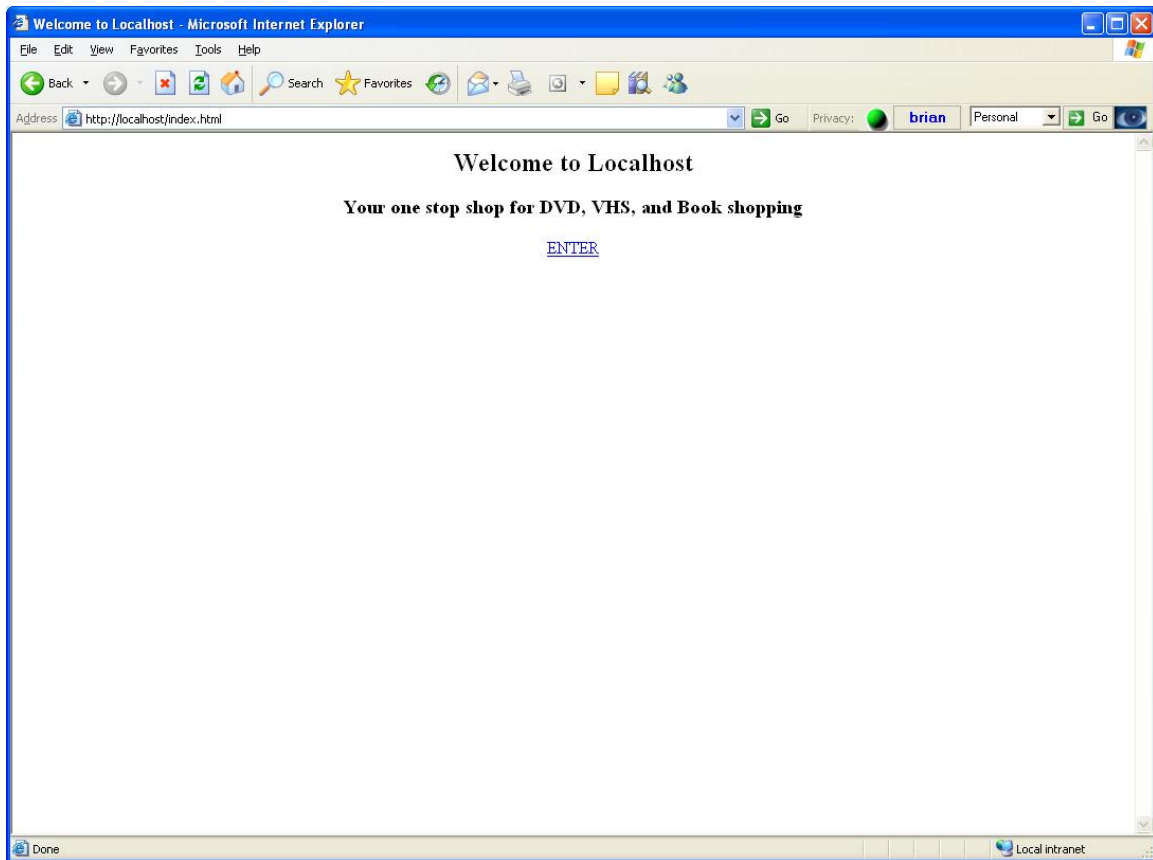 Welcome to Localhost - Microsoft Internet Explorer
File Edit View Favorites Tools Help
Back Search Favorites
Address http://localhost/index.html Go Privacy: brian Personal Go
Welcome to Localhost
Your one stop shop for DVD, VHS, and Book shopping
ENTER
Done Local intranet